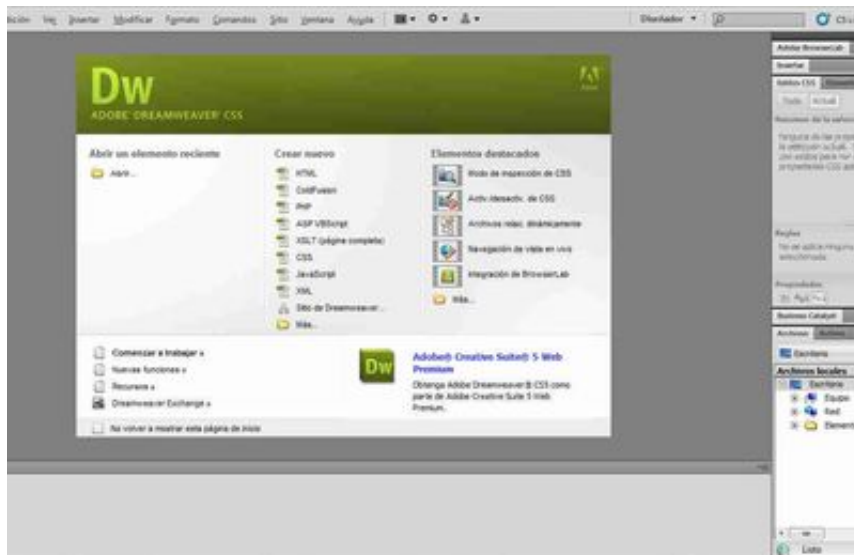 Insertar Modificar Formato Comandos Sitio Ventana Ayuda
Diseñador
Dw
ADOBE DREAMWEAVER CS5
Adobe
Abrir un elemento reciente
Abrir...
Crear nuevo
HTML
ColdFusion
PHP
ASP VBScript
XSLT (página completa)
CSS
JavaScript
XML
Sitio de Dreamweaver...
Más...
Elementos destacados
Modo de inspección de CSS
Activ./desactiv. de CSS
Archivos relac. dinámicamente
Navegación de vista en vivo
Integración de BrowserLab
Más...
Comenzar a trabajar »
Nuevas funciones »
Recursos »
Dreamweaver Exchange »
Dw
Adobe® Creative Suite® 5 Web
Premium
Obtenga Adobe Dreamweaver® CS5 como
parte de Adobe Creative Suite 5 Web
Premium.
No volver a mostrar esta página de inicio
Adobe BrowserLab
Insertar
Estilos CSS
Todo Actual
Reglas
Propiedades
Business Catalyst
Archivos
Escritorio
Archivos locales
Escritorio
Equipo
Red
Listo